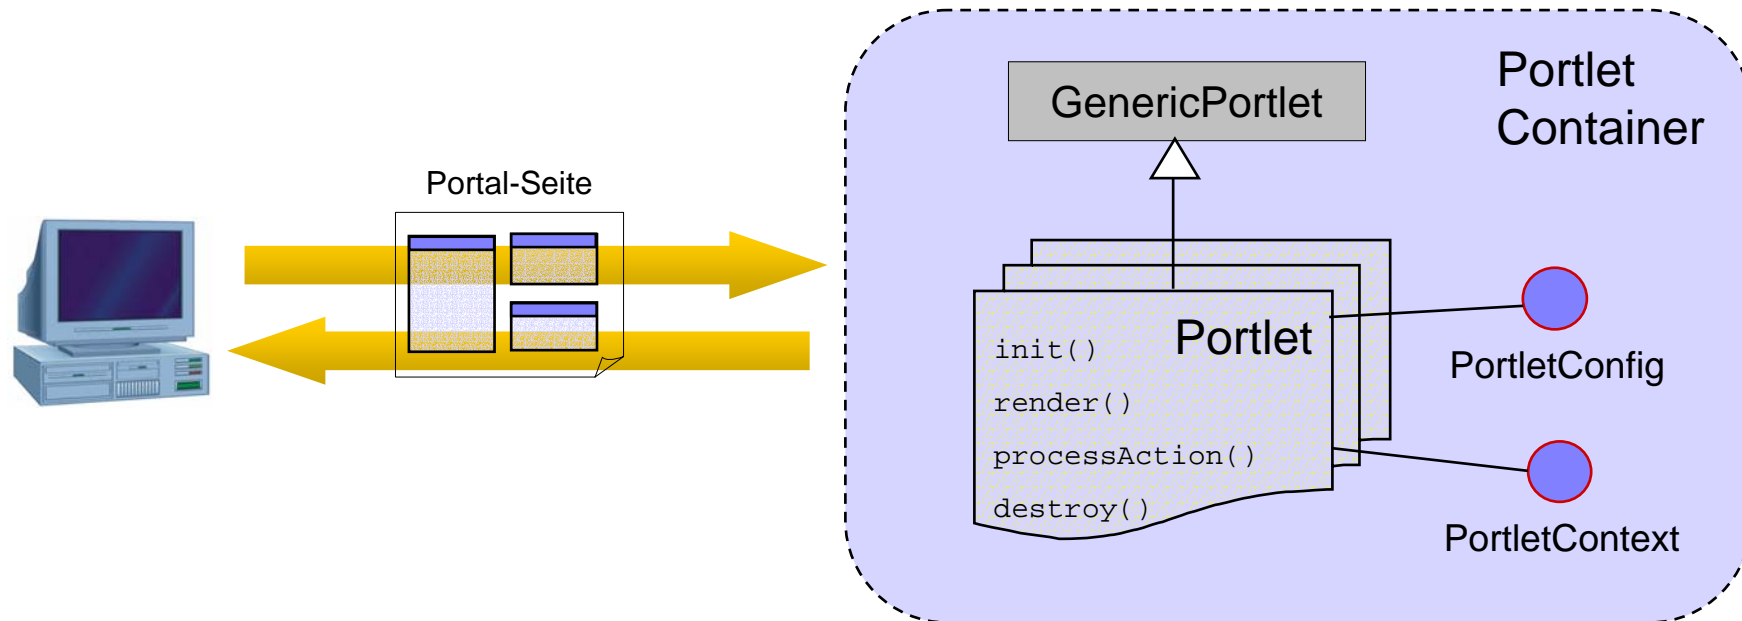 Portal-Seite
Portlet
Container
GenericPortlet
Portlet
init()
render()
processAction()
destroy()
PortletConfig
PortletContext